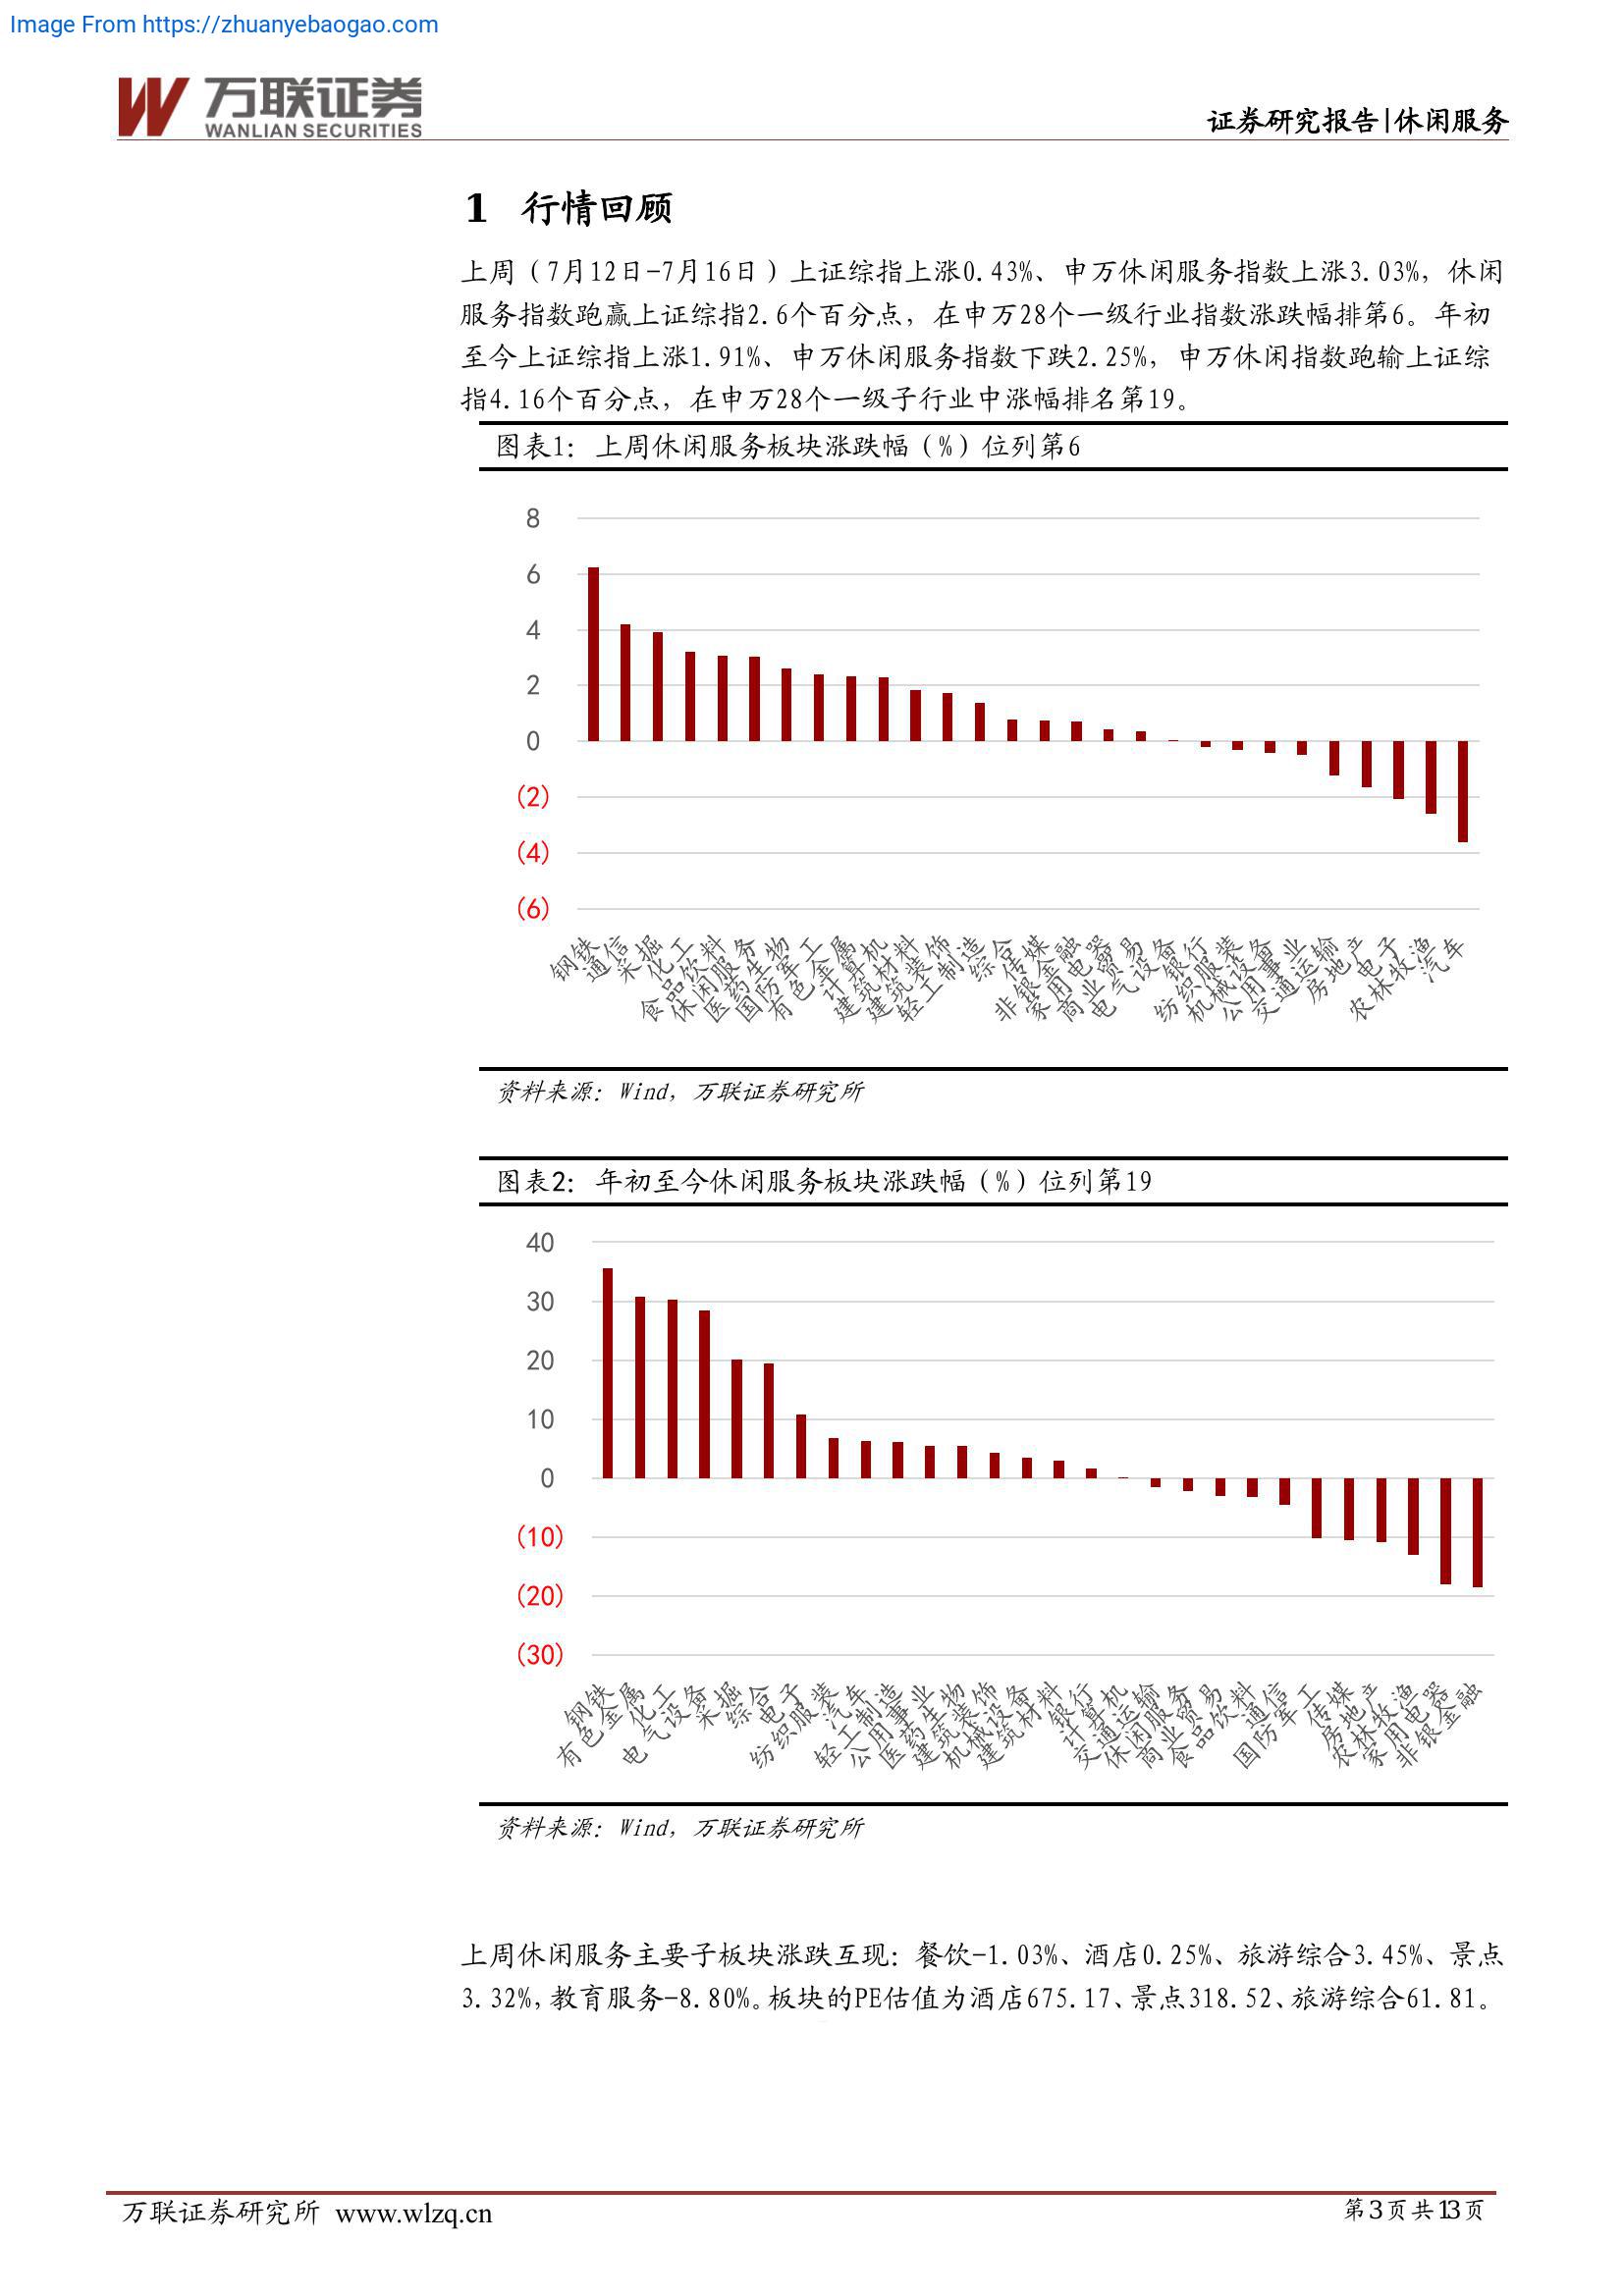 Image From https://zhuanyebaogao.com
万联证券
WANLIAN SECURITIES
证券研究报告|休闲服务
1 行情回顾
上周（7月12日-7月16日）上证综指上涨0.43%、申万休闲服务指数上涨3.03%，休闲
服务指数跑赢上证综指2.6个百分点，在申万28个一级行业指数涨跌幅排第6。年初
至今上证综指上涨1.91%、申万休闲服务指数下跌2.25%，申万休闲指数跑输上证综
指4.16个百分点，在申万28个一级子行业中涨幅排名第19。
图表1：上周休闲服务板块涨跌幅（%）位列第6
8
6
4
2
0
(2)
(4)
(6)
钢铁
通信
采掘
化工
食品饮料
休闲服务
医药生物
国防军工
有色金属
计算机
建筑材料
建筑装饰
轻工制造
综合
传媒
非银金融
家用电器
商业贸易
电气设备
银行
纺织服装
机械设备
公用事业
交通运输
房地产
电子
农林牧渔
汽车
资料来源：Wind，万联证券研究所
图表2：年初至今休闲服务板块涨跌幅（%）位列第19
40
30
20
10
0
(10)
(20)
(30)
钢铁
有色金属
化工
电气设备
采掘
综合
电子
纺织服装
汽车
轻工制造
公用事业
医药生物
建筑装饰
机械设备
建筑材料
银行
计算机
交通运输
休闲服务
商业贸易
食品饮料
通信
国防军工
传媒
房地产
农林牧渔
家用电器
非银金融
资料来源：Wind，万联证券研究所
上周休闲服务主要子板块涨跌互现：餐饮-1.03%、酒店0.25%、旅游综合3.45%、景点
3.32%,教育服务-8.80%。板块的PE估值为酒店675.17、景点318.52、旅游综合61.81。
万联证券研究所 www.wlzq.cn
第3页共13页